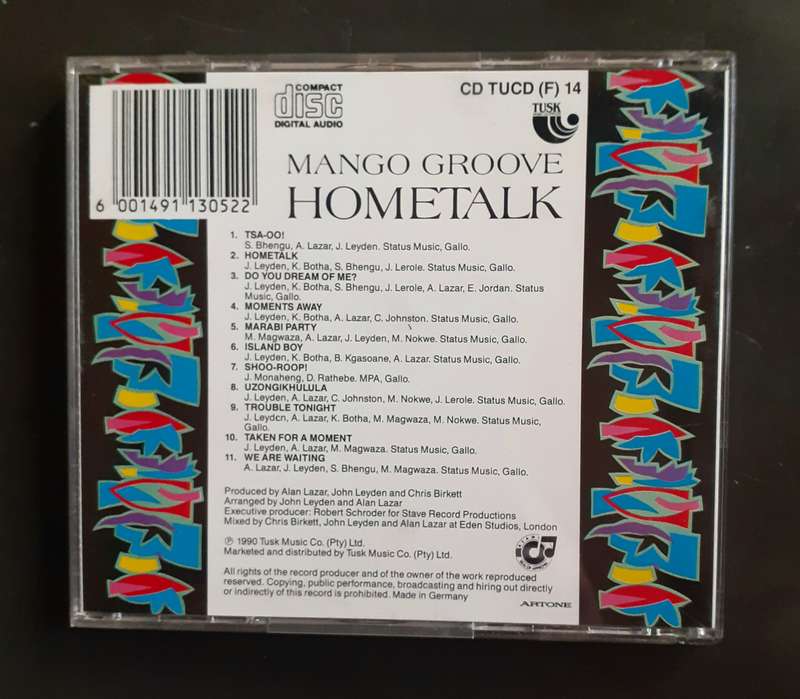 COMPACT
disc
DIGITAL AUDIO
CD TUCD (F) 14
TUSK
6 001491 130522
MANGO GROOVE
HOMETALK
1. TSA-OO!
S. Bhengu, A. Lazar, J. Leyden. Status Music, Gallo.
2. HOMETALK
J. Leyden, K. Botha, S. Bhengu, J. Lerole. Status Music, Gallo.
3. DO YOU DREAM OF ME?
J. Leyden, K. Botha, S. Bhengu, J. Lerole, A. Lazar, E. Jordan. Status
Music, Gallo.
4. MOMENTS AWAY
J. Leyden, K. Botha, A. Lazar, C. Johnston. Status Music, Gallo.
5. MARABI PARTY
M. Magwaza, A. Lazar, J. Leyden, M. Nokwe. Status Music, Gallo.
6. ISLAND BOY
J. Leyden, K. Botha, B. Kgasoane, A. Lazar. Status Music, Gallo.
7. SHOO-ROOP!
J. Monaheng, D. Rathebe. MPA, Gallo.
8. UZONGIKHULULA
J. Leyden, A. Lazar, C. Johnston, M. Nokwe, J. Lerole. Status Music, Gallo.
9. TROUBLE TONIGHT
J. Leyden, A. Lazar, K. Botha, M. Magwaza, M. Nokwe. Status Music,
Gallo.
10. TAKEN FOR A MOMENT
J. Leyden, A. Lazar, M. Magwaza. Status Music, Gallo.
11. WE ARE WAITING
A. Lazar, J. Leyden, S. Bhengu, M. Magwaza. Status Music, Gallo.
Produced by Alan Lazar, John Leyden and Chris Birkett
Arranged by John Leyden and Alan Lazar
Executive producer: Robert Schroder for Stave Record Productions
Mixed by Chris Birkett, John Leyden and Alan Lazar at Eden Studios, London
℗ 1990 Tusk Music Co. (Pty) Ltd.
Marketed and distributed by Tusk Music Co. (Pty) Ltd.
All rights of the record producer and of the owner of the work reproduced
reserved. Copying, public performance, broadcasting and hiring out directly
or indirectly of this record is prohibited. Made in Germany
ARTONE